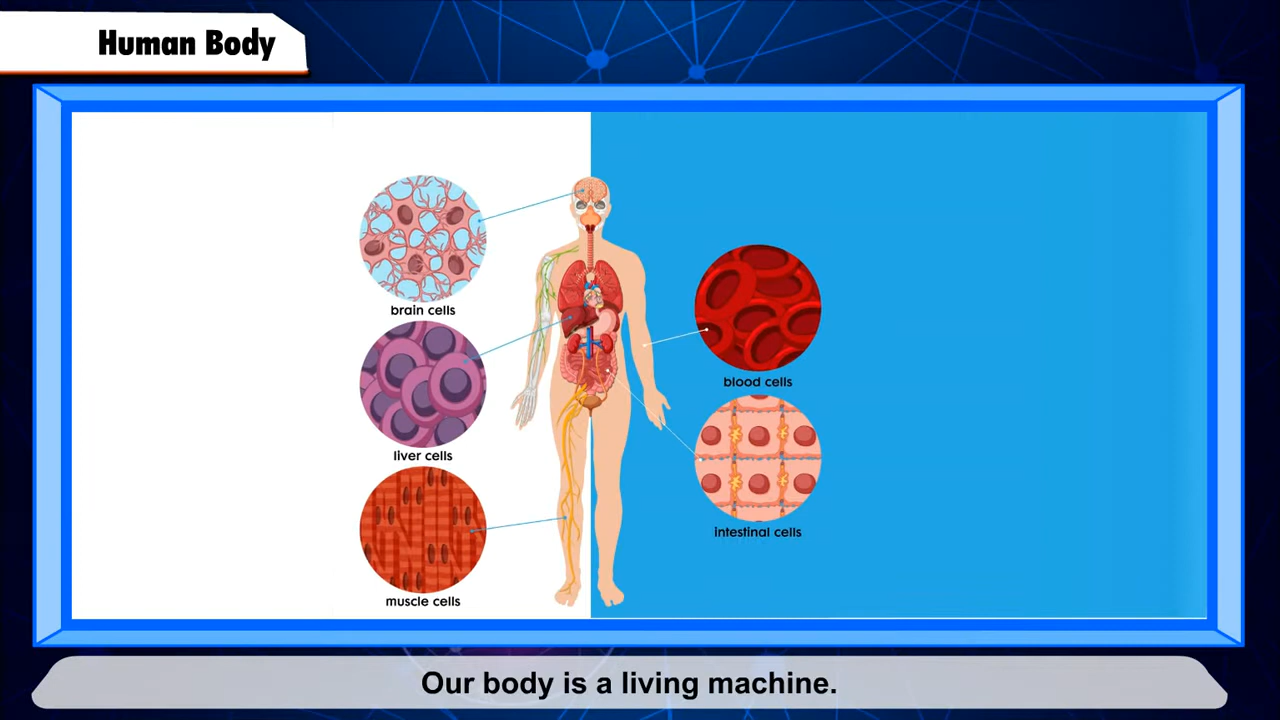 Human Body
brain cells
liver cells
muscle cells
blood cells
intestinal cells
Our body is a living machine.